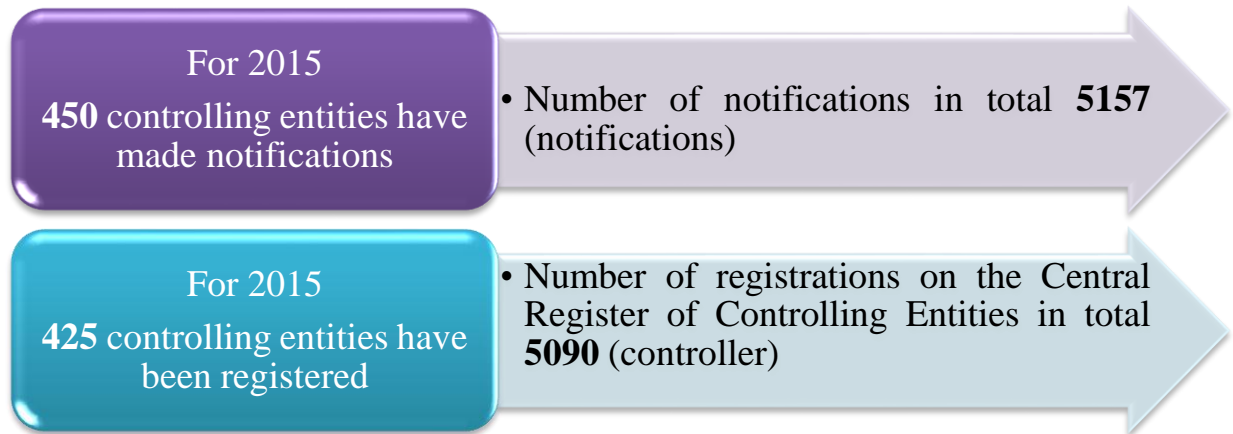 For 2015
450 controlling entities have
made notifications
• Number of notifications in total 5157
(notifications)
For 2015
425 controlling entities have
been registered
• Number of registrations on the Central
Register of Controlling Entities in total
5090 (controller)